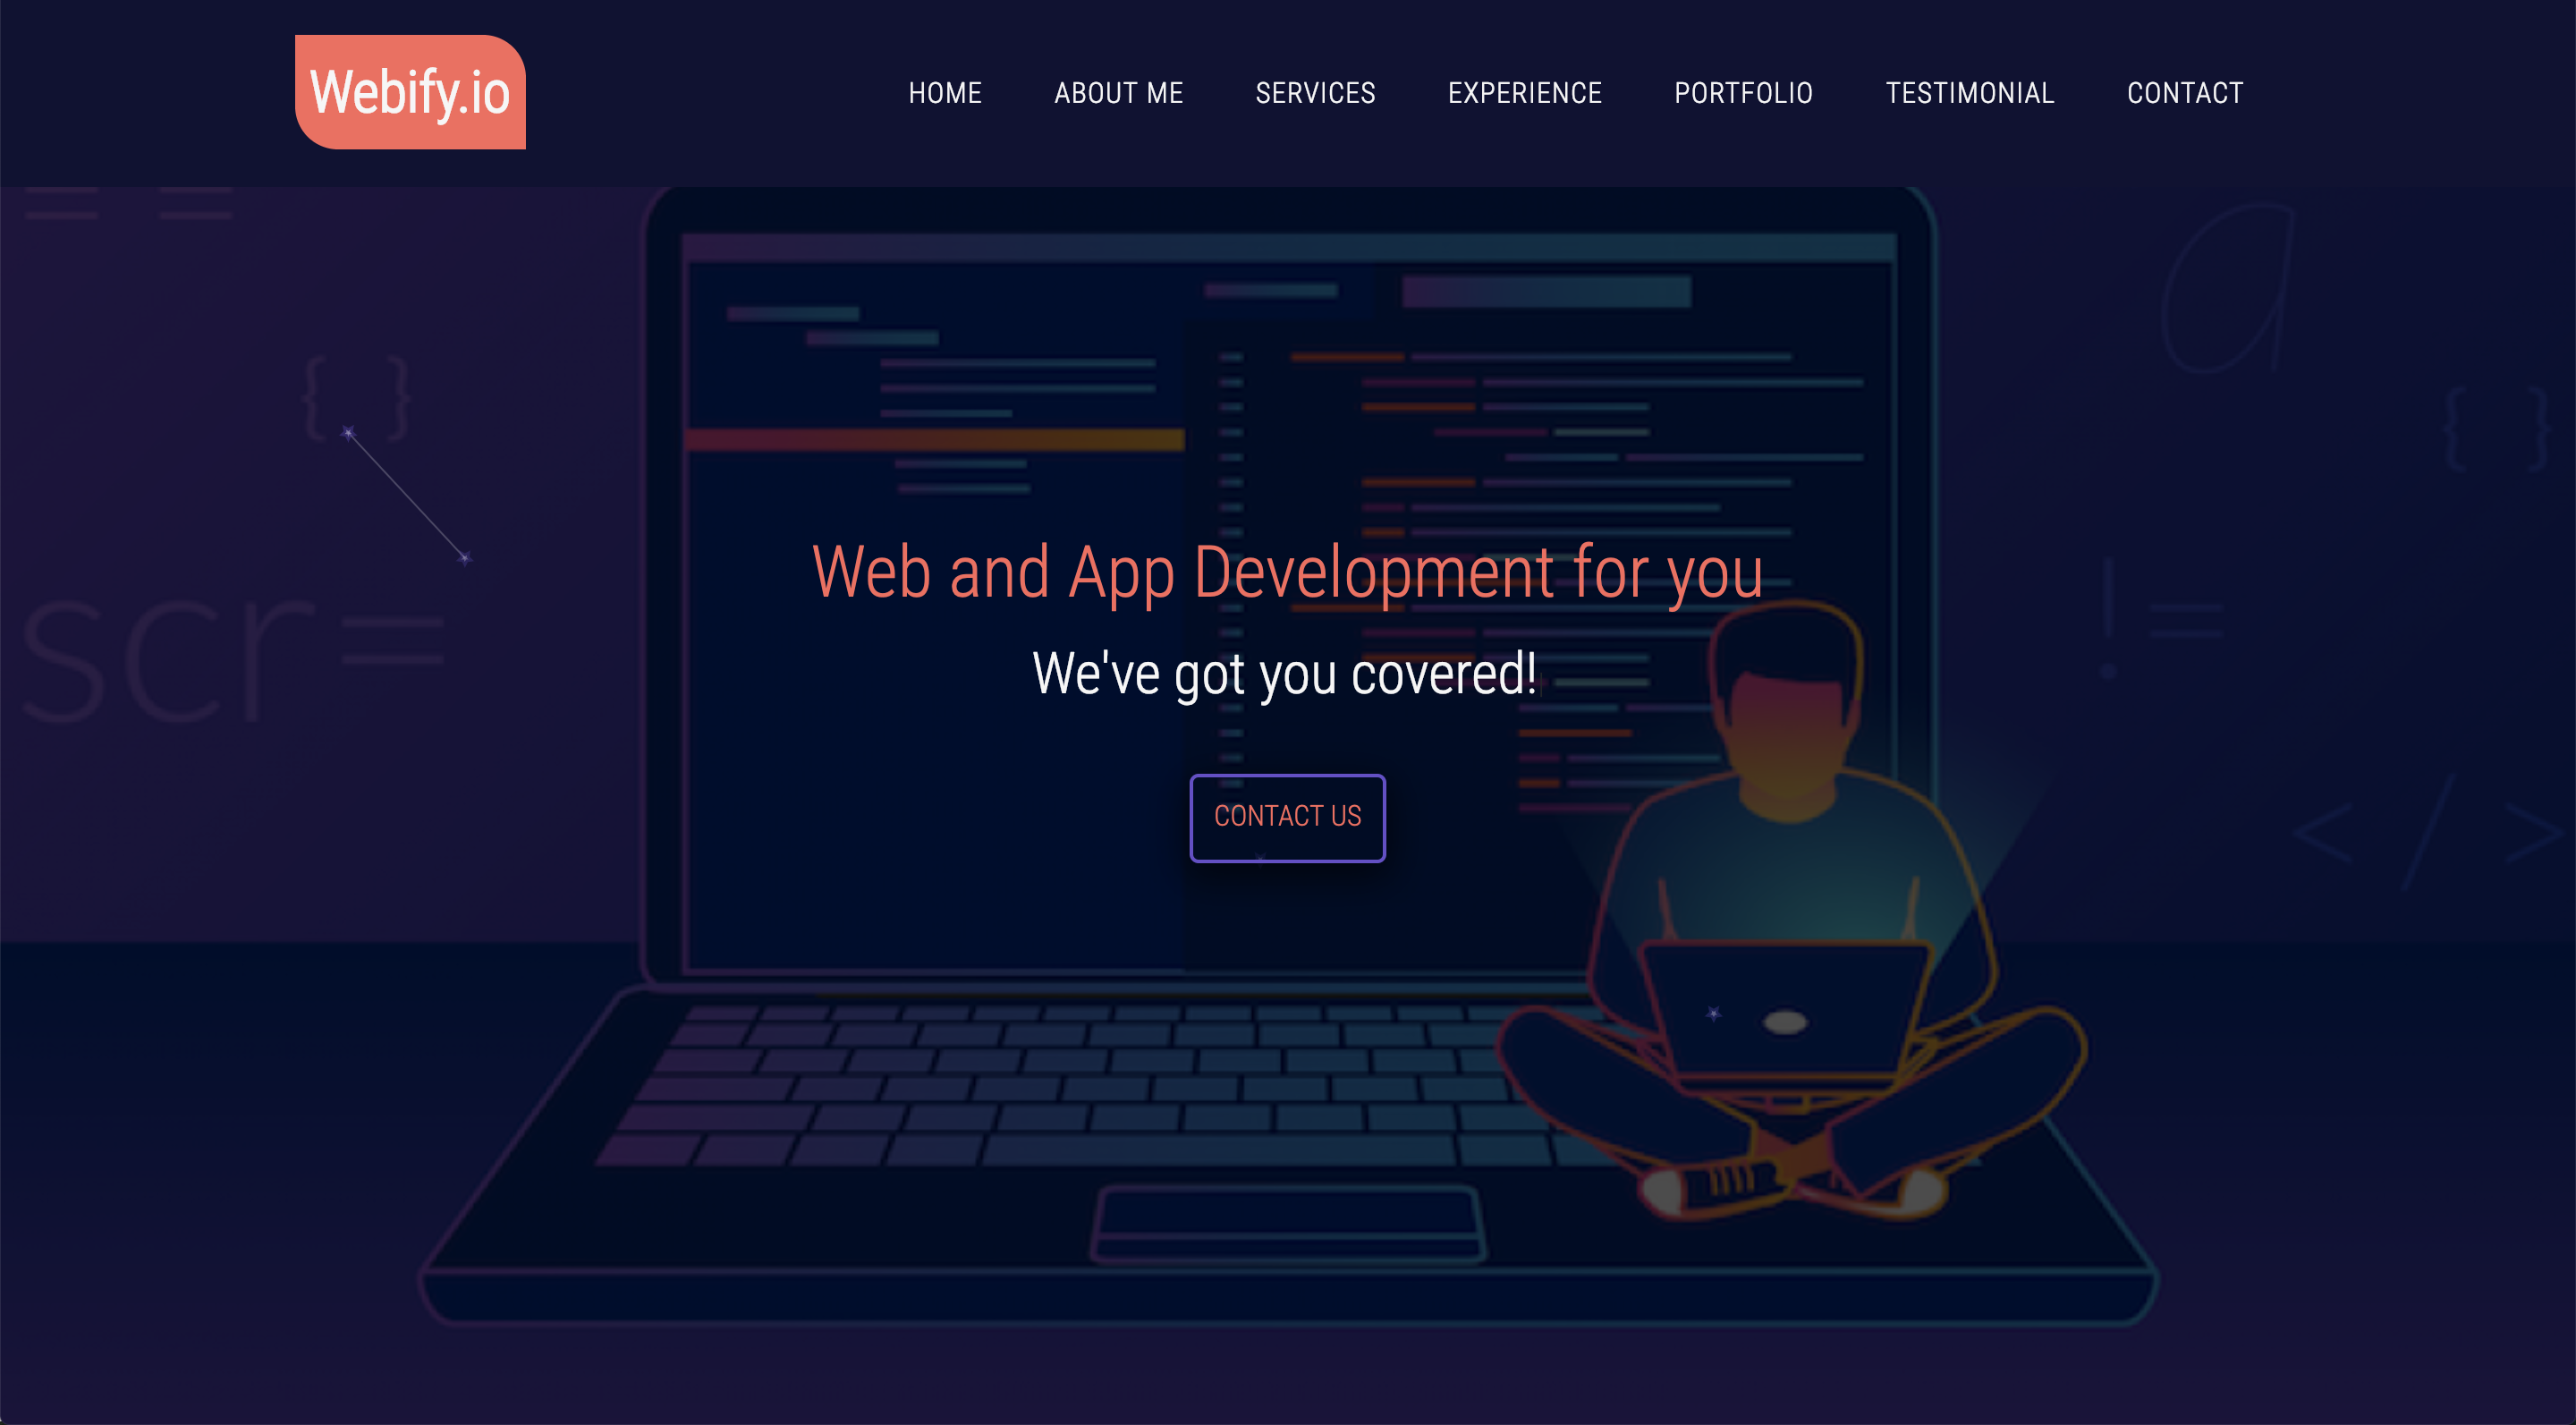 Webify.io
HOME ABOUT ME SERVICES EXPERIENCE PORTFOLIO TESTIMONIAL CONTACT
{ }
a
{ }
Web and App Development for you
scr=
!=
We've got you covered!
CONTACT US
< / >